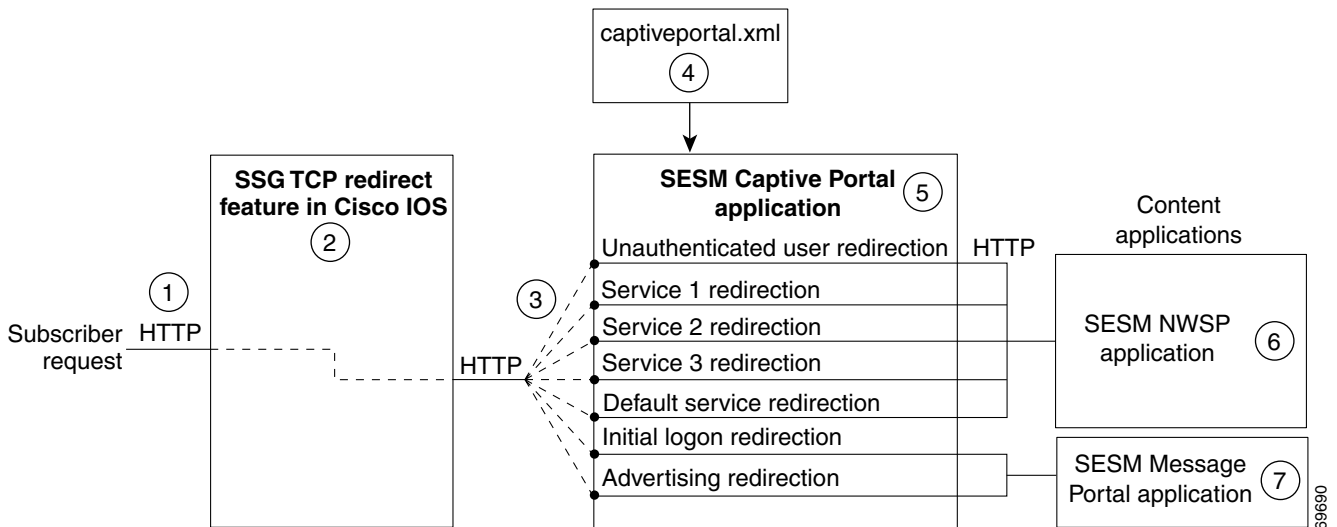 captiveportal.xml
4
SSG TCP redirect
feature in Cisco IOS
2
SESM Captive Portal
application
5
Content
applications
1
Subscriber
request
HTTP
HTTP
3
Unauthenticated user redirection
HTTP
Service 1 redirection
Service 2 redirection
Service 3 redirection
Default service redirection
Initial logon redirection
Advertising redirection
SESM NWSP
application
6
SESM Message
Portal application
7
69690